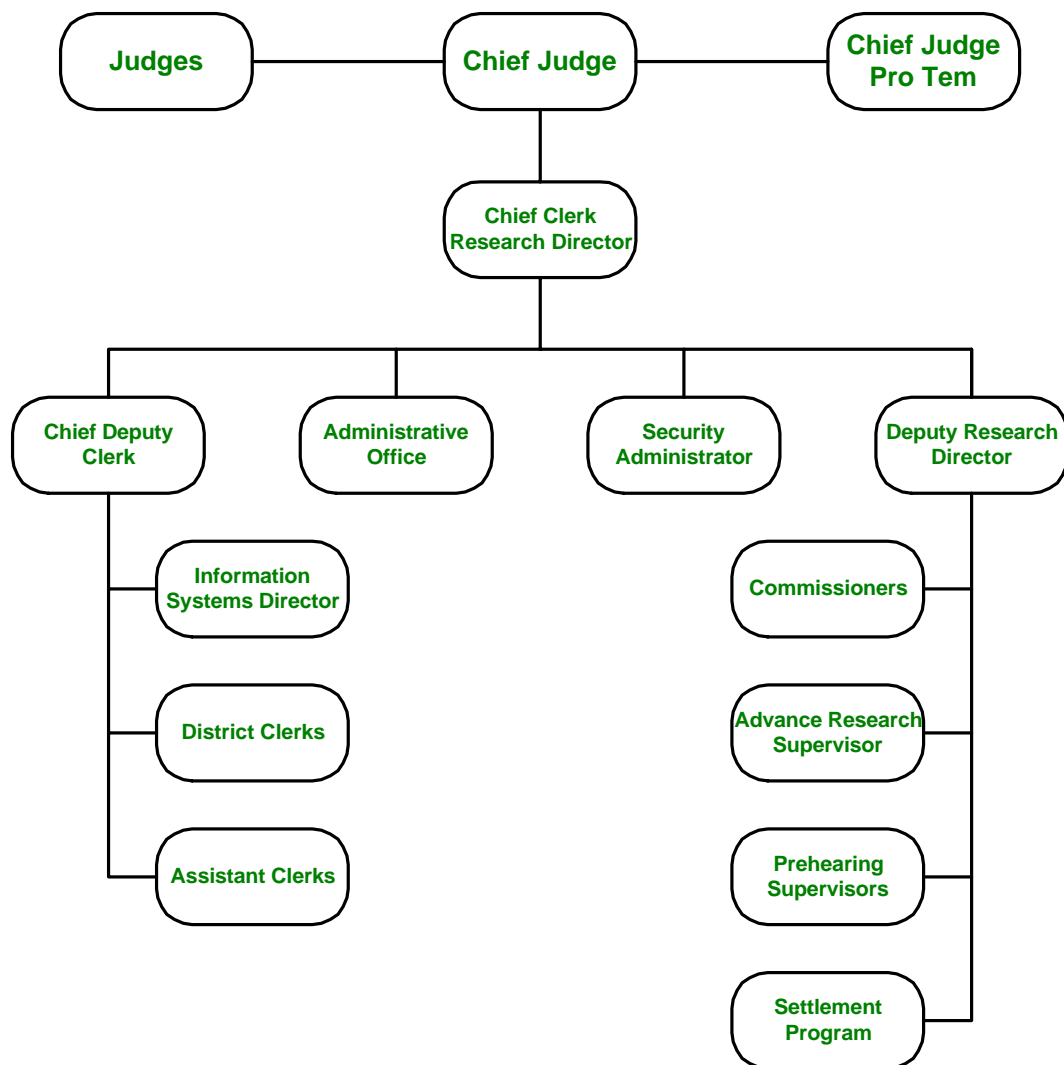 Judges
Chief Judge
Chief Judge
Pro Tem
Chief Clerk
Research Director
Chief Deputy
Clerk
Administrative
Office
Security
Administrator
Deputy Research
Director
Information
Systems Director
Commissioners
District Clerks
Advance Research
Supervisor
Assistant Clerks
Prehearing
Supervisors
Settlement
Program